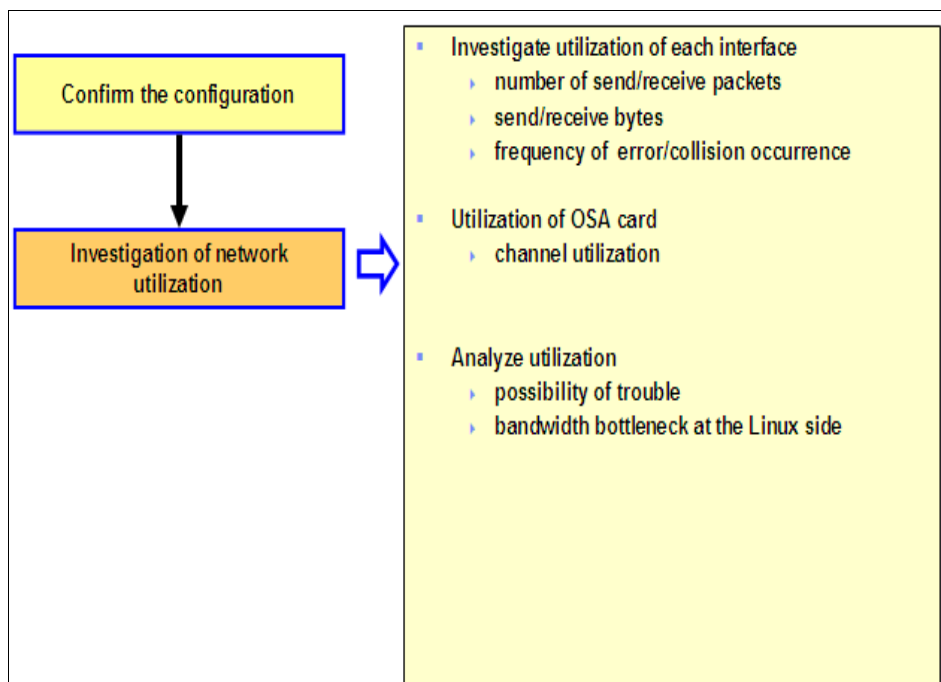 Confirm the configuration
Investigation of network
utilization
Investigate utilization of each interface
number of send/receive packets
send/receive bytes
frequency of error/collision occurrence
Utilization of OSA card
channel utilization
Analyze utilization
possibility of trouble
bandwidth bottleneck at the Linux side